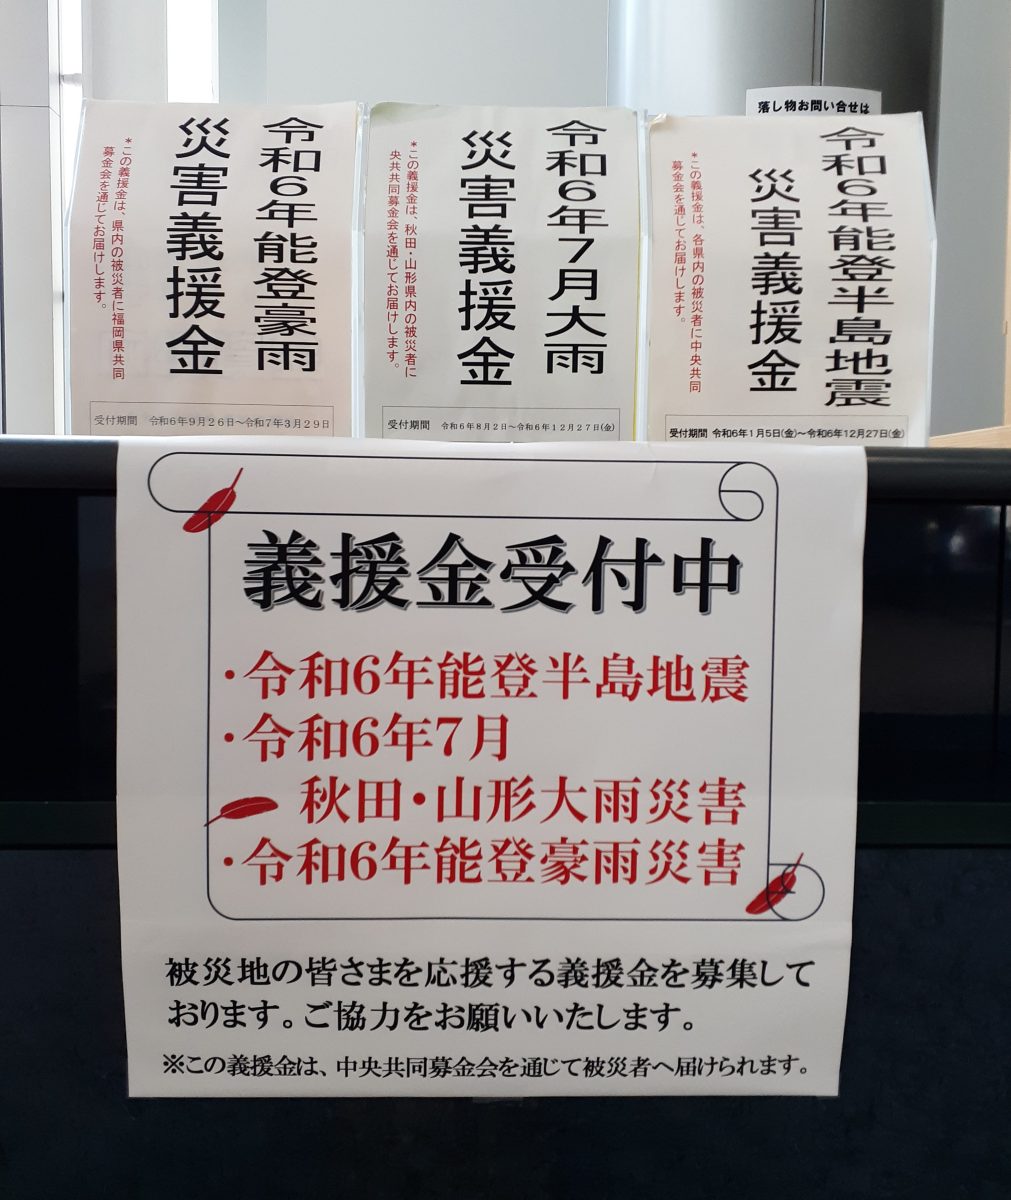 落し物お問い合せは
令和6年能登豪雨
災害義援金
*この義援金は、県内の被災者に福岡県共同
募金会を通じてお届けします。
受付期間 令和6年9月26日～令和7年3月29日
令和6年7月大雨
災害義援金
*この義援金は、秋田・山形県内の被災者に
央共共同募金会を通じてお届けします。
受付期間 令和6年8月2日～令和6年12月27日(金)
令和6年能登半島地震
災害義援金
*この義援金は、各県内の被災者に中央共同
募金会を通じてお届けします。
受付期間 令和6年1月5日(金)～令和6年12月27日(金)
義援金受付中
・令和6年能登半島地震
・令和6年7月
秋田・山形大雨災害
・令和6年能登豪雨災害
被災地の皆さまを応援する義援金を募集して
おります。ご協力をお願いいたします。
※この義援金は、中央共同募金会を通じて被災者へ届けられます。